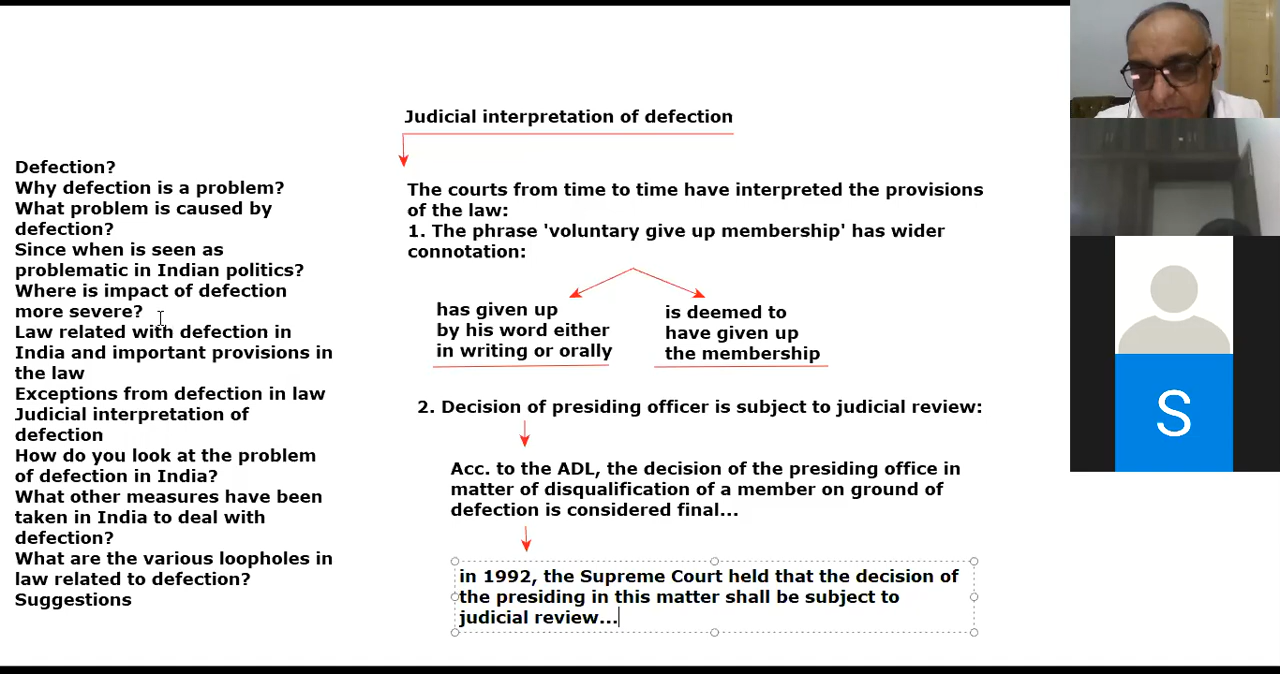 Defection?
Why defection is a problem?
What problem is caused by
defection?
Since when is seen as
problematic in Indian politics?
Where is impact of defection
more severe?
Law related with defection in
India and important provisions in
the law
Exceptions from defection in law
Judicial interpretation of
defection
How do you look at the problem
of defection in India?
What other measures have been
taken in India to deal with
defection?
What are the various loopholes in
law related to defection?
Suggestions
Judicial interpretation of defection
The courts from time to time have interpreted the provisions
of the law:
1. The phrase 'voluntary give up membership' has wider
connotation:
has given up
by his word either
in writing or orally
is deemed to
have given up
the membership
2. Decision of presiding officer is subject to judicial review:
Acc. to the ADL, the decision of the presiding office in
matter of disqualification of a member on ground of
defection is considered final...
in 1992, the Supreme Court held that the decision of
the presiding in this matter shall be subject to
judicial review...
S